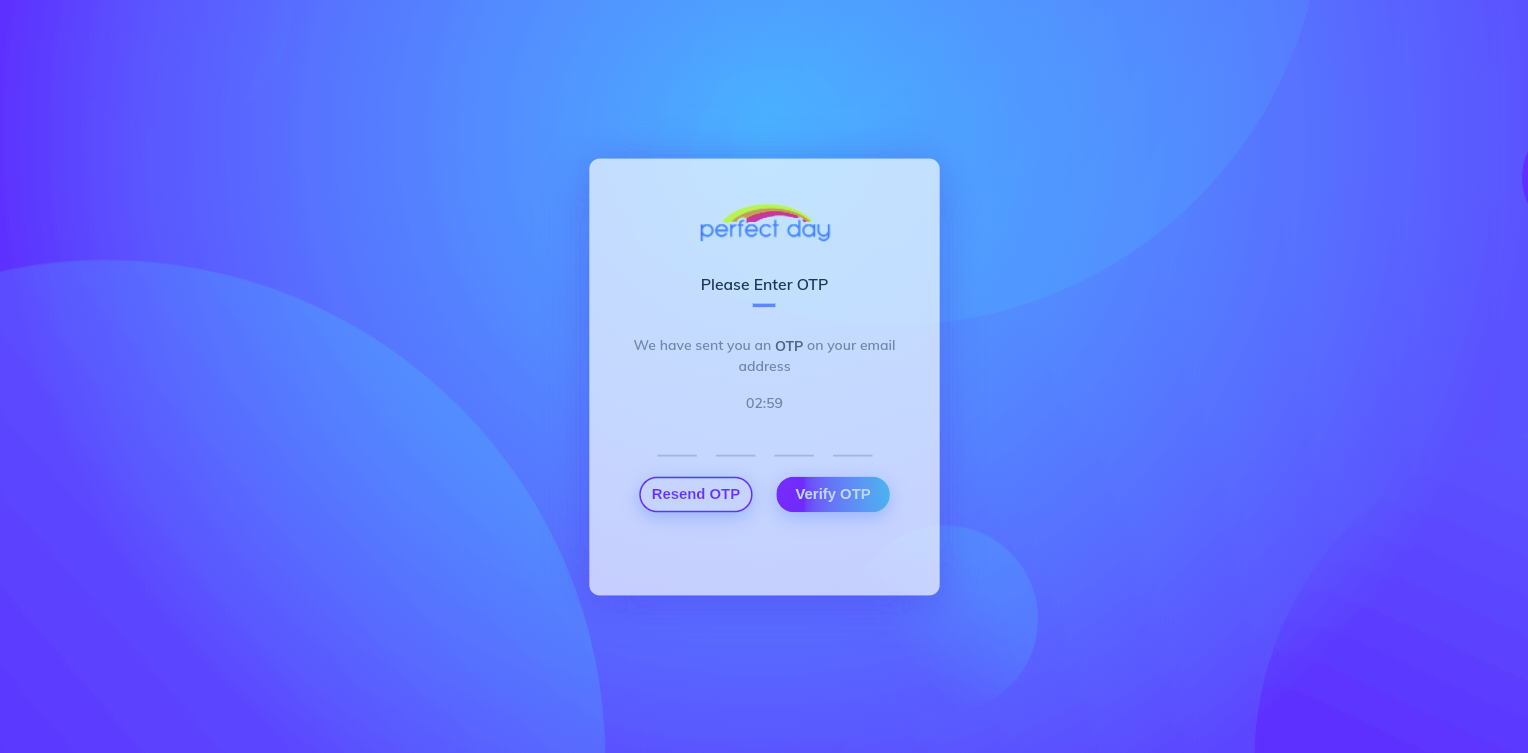 perfect day
Please Enter OTP
We have sent you an OTP on your email
address
02:59
Resend OTP
Verify OTP